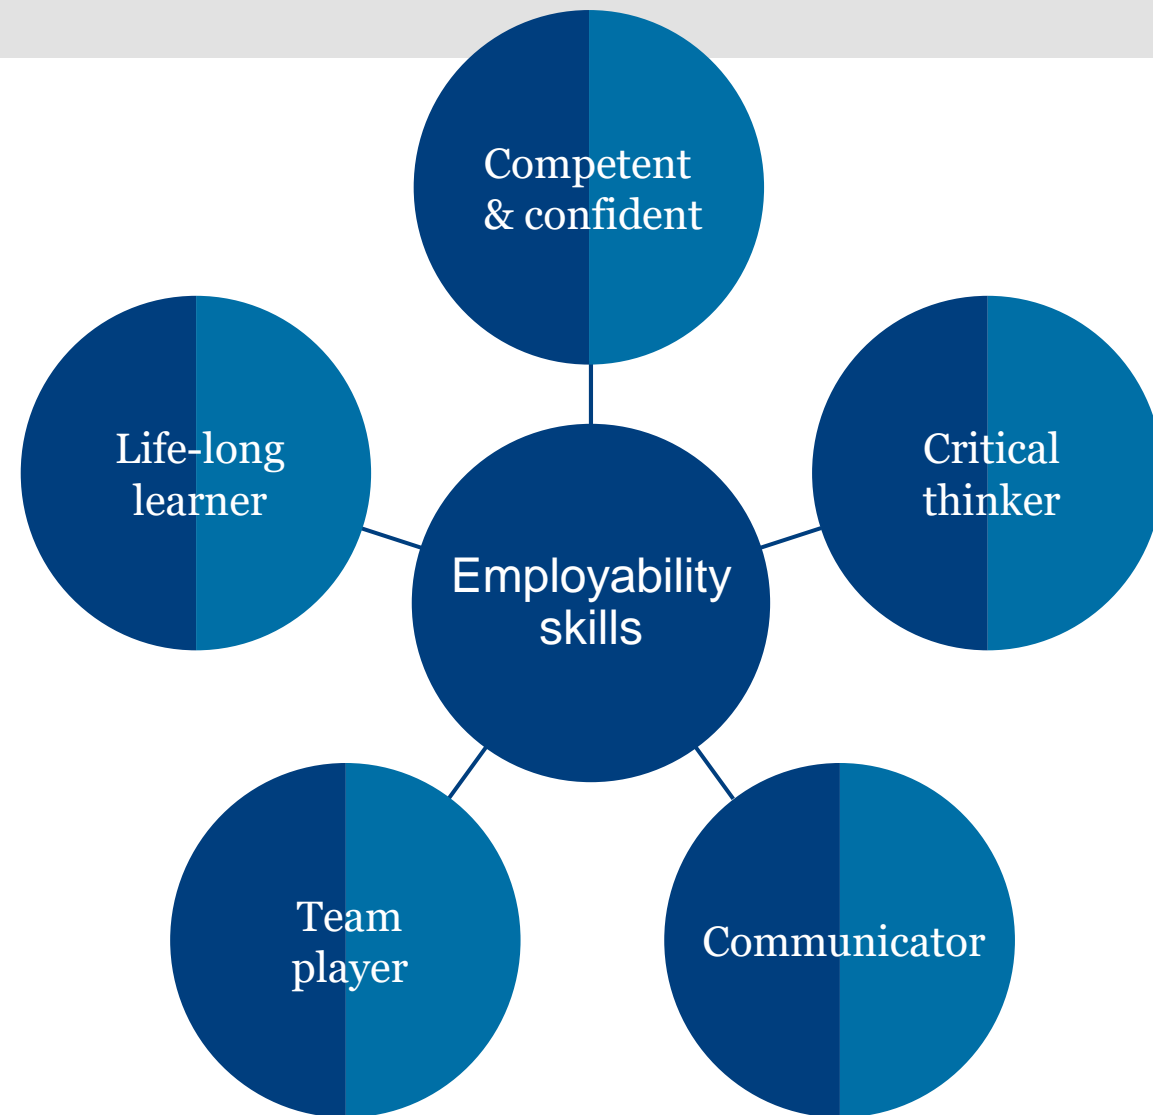 Competent
& confident
Life-long
learner
Critical
thinker
Employability
skills
Team
player
Communicator